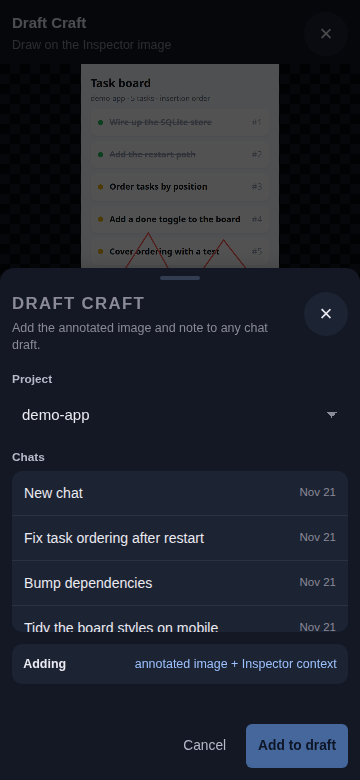 Draft Craft
Draw on the Inspector image
Task board
demo-app · 5 tasks · insertion order
Wire up the SQLite store #1
Add the restore path #2
Order tasks by position #3
Add a done toggle to the board #4
Cover ordering with a test #5
DRAFT CRAFT
Add the annotated image and note to any chat
draft.
Project
demo-app
Chats
New chat Nov 21
Fix task ordering after restart Nov 21
Bump dependencies Nov 21
Tidy the board styles on mobile Nov 21
Adding annotated image + Inspector context
Cancel Add to draft